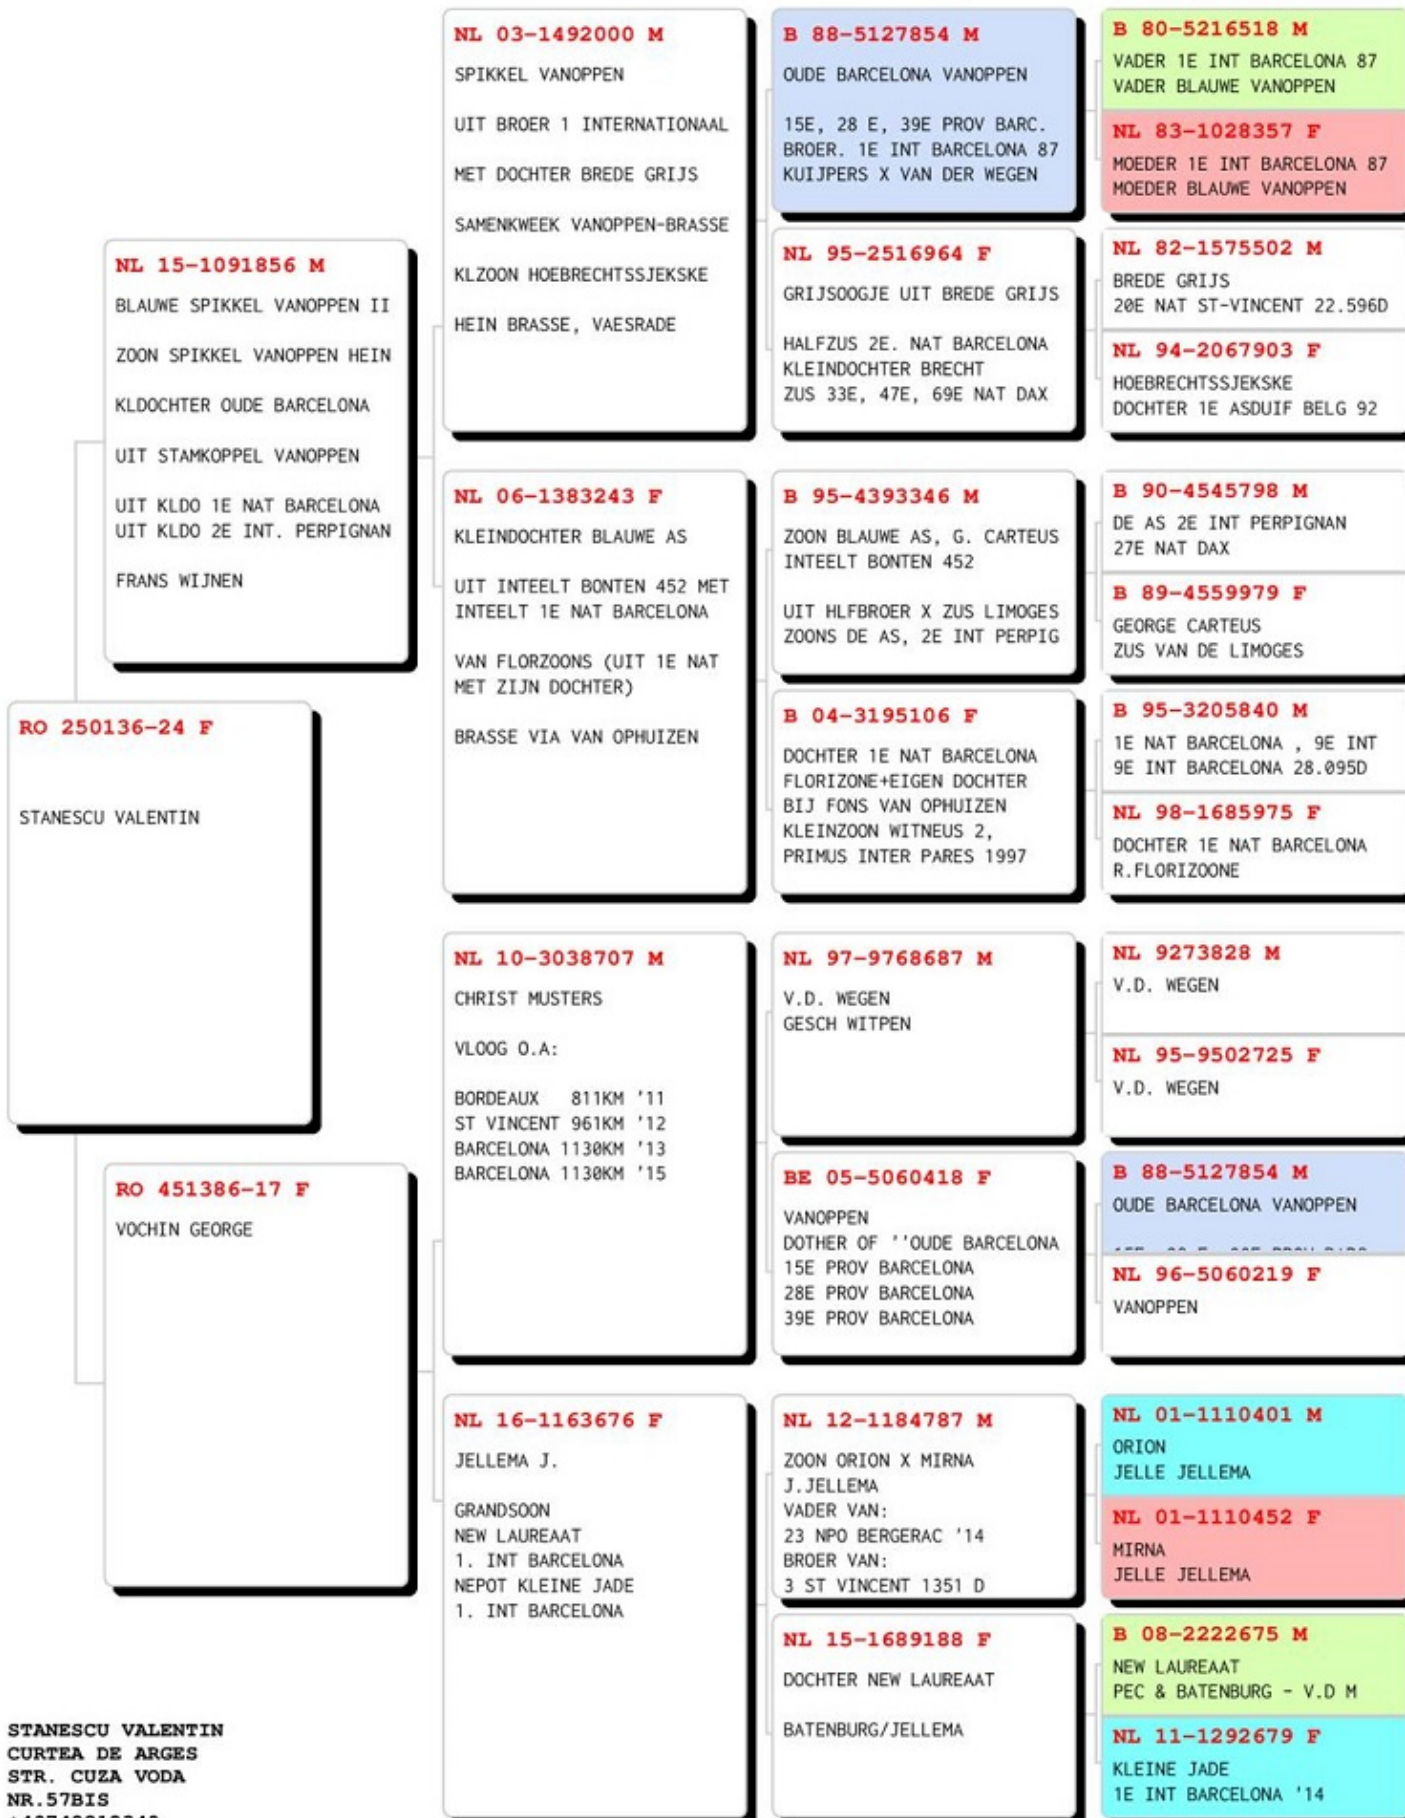 RO 250136-24 F
STANESCU VALENTIN
NL 15-1091856 M
BLAUWE SPIKKEL VANOPPEN II
ZOON SPIKKEL VANOPPEN HEIN
KLDOCHTER OUDE BARCELONA
UIT STAMKOPPEL VANOPPEN
UIT KLDO 1E NAT BARCELONA
UIT KLDO 2E INT. PERPIGNAN
FRANS WIJNEN
RO 451386-17 F
VOCHIN GEORGE
NL 03-1492000 M
SPIKKEL VANOPPEN
UIT BROER 1 INTERNATIONAAL
MET DOCHTER BREDE GRIJS
SAMENKWEEK VANOPPEN-BRASSE
KLZOON HOEBRECHTSSJEKSKE
HEIN BRASSE, VAESRADE
NL 06-1383243 F
KLEINDOCHTER BLAUWE AS
UIT INTEELT BONTEN 452 MET
INTEELT 1E NAT BARCELONA
VAN FLORZOONS (UIT 1E NAT
MET ZIJN DOCHTER)
BRASSE VIA VAN OPHUIZEN
NL 10-3038707 M
CHRIST MUSTERS
VLOOG O.A:
BORDEAUX 811KM '11
ST VINCENT 961KM '12
BARCELONA 1130KM '13
BARCELONA 1130KM '15
NL 16-1163676 F
JELLEMA J.
GRANDSOON
NEW LAUREAAT
1. INT BARCELONA
NEPOT KLEINE JADE
1. INT BARCELONA
B 88-5127854 M
OUDE BARCELONA VANOPPEN
15E, 28 E, 39E PROV BARC.
BROER. 1E INT BARCELONA 87
KUIJPERS X VAN DER WEGEN
NL 95-2516964 F
GRIJSOOGJE UIT BREDE GRIJS
HALFZUS 2E. NAT BARCELONA
KLEINDOCHTER BRECHT
ZUS 33E, 47E, 69E NAT DAX
B 95-4393346 M
ZOON BLAUWE AS, G. CARTEUS
INTEELT BONTEN 452
UIT HLFBROER X ZUS LIMOGES
ZOONS DE AS, 2E INT PERPIG
B 04-3195106 F
DOCHTER 1E NAT BARCELONA
FLORIZONE+EIGEN DOCHTER
BIJ FONS VAN OPHUIZEN
KLEINZOON WITNEUS 2,
PRIMUS INTER PARES 1997
NL 97-9768687 M
V.D. WEGEN
GESCH WITPEN
BE 05-5060418 F
VANOPPEN
DOTHER OF ''OUDE BARCELONA
15E PROV BARCELONA
28E PROV BARCELONA
39E PROV BARCELONA
NL 12-1184787 M
ZOON ORION X MIRNA
J.JELLEMA
VADER VAN:
23 NPO BERGERAC '14
BROER VAN:
3 ST VINCENT 1351 D
NL 15-1689188 F
DOCHTER NEW LAUREAAT
BATENBURG/JELLEMA
B 80-5216518 M
VADER 1E INT BARCELONA 87
VADER BLAUWE VANOPPEN
NL 83-1028357 F
MOEDER 1E INT BARCELONA 87
MOEDER BLAUWE VANOPPEN
NL 82-1575502 M
BREDE GRIJS
20E NAT ST-VINCENT 22.596D
NL 94-2067903 F
HOEBRECHTSSJEKSKE
DOCHTER 1E ASDUIF BELG 92
B 90-4545798 M
DE AS 2E INT PERPIGNAN
27E NAT DAX
B 89-4559979 F
GEORGE CARTEUS
ZUS VAN DE LIMOGES
B 95-3205840 M
1E NAT BARCELONA , 9E INT
9E INT BARCELONA 28.095D
NL 98-1685975 F
DOCHTER 1E NAT BARCELONA
R.FLORIZOONE
NL 9273828 M
V.D. WEGEN
NL 95-9502725 F
V.D. WEGEN
B 88-5127854 M
OUDE BARCELONA VANOPPEN
NL 96-5060219 F
VANOPPEN
NL 01-1110401 M
ORION
JELLE JELLEMA
NL 01-1110452 F
MIRNA
JELLE JELLEMA
B 08-2222675 M
NEW LAUREAAT
PEC & BATENBURG - V.D M
NL 11-1292679 F
KLEINE JADE
1E INT BARCELONA '14
STANESCU VALENTIN
CURTEA DE ARGES
STR. CUZA VODA
NR.57BIS